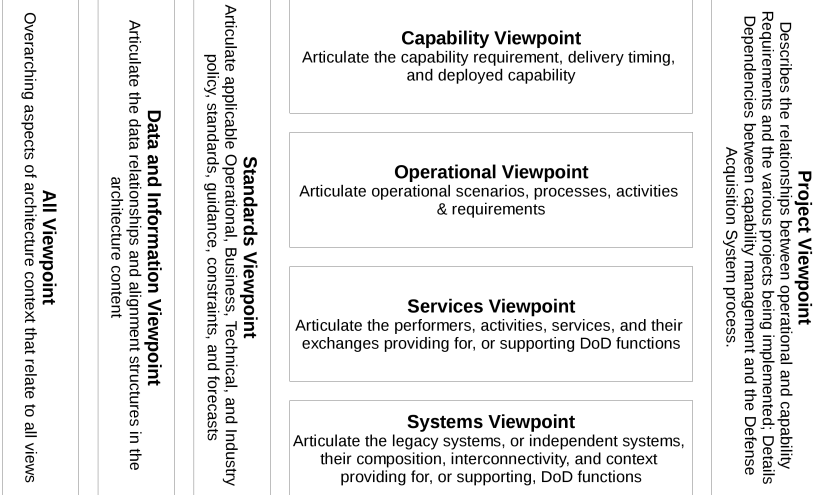 All Viewpoint
Overarching aspects of architecture context that relate to all views
Data and Information Viewpoint
Articulate the data relationships and alignment structures in the
architecture content
Standards Viewpoint
Articulate applicable Operational, Business, Technical, and Industry
policy, standards, guidance, constraints, and forecasts
Capability Viewpoint
Articulate the capability requirement, delivery timing,
and deployed capability
Operational Viewpoint
Articulate operational scenarios, processes, activities
& requirements
Services Viewpoint
Articulate the performers, activities, services, and their
exchanges providing for, or supporting DoD functions
Systems Viewpoint
Articulate the legacy systems, or independent systems,
their composition, interconnectivity, and context
providing for, or supporting, DoD functions
Project Viewpoint
Describes the relationships between operational and capability
Requirements and the various projects being implemented; Details
Dependencies between capability management and the Defense
Acquisition System process.